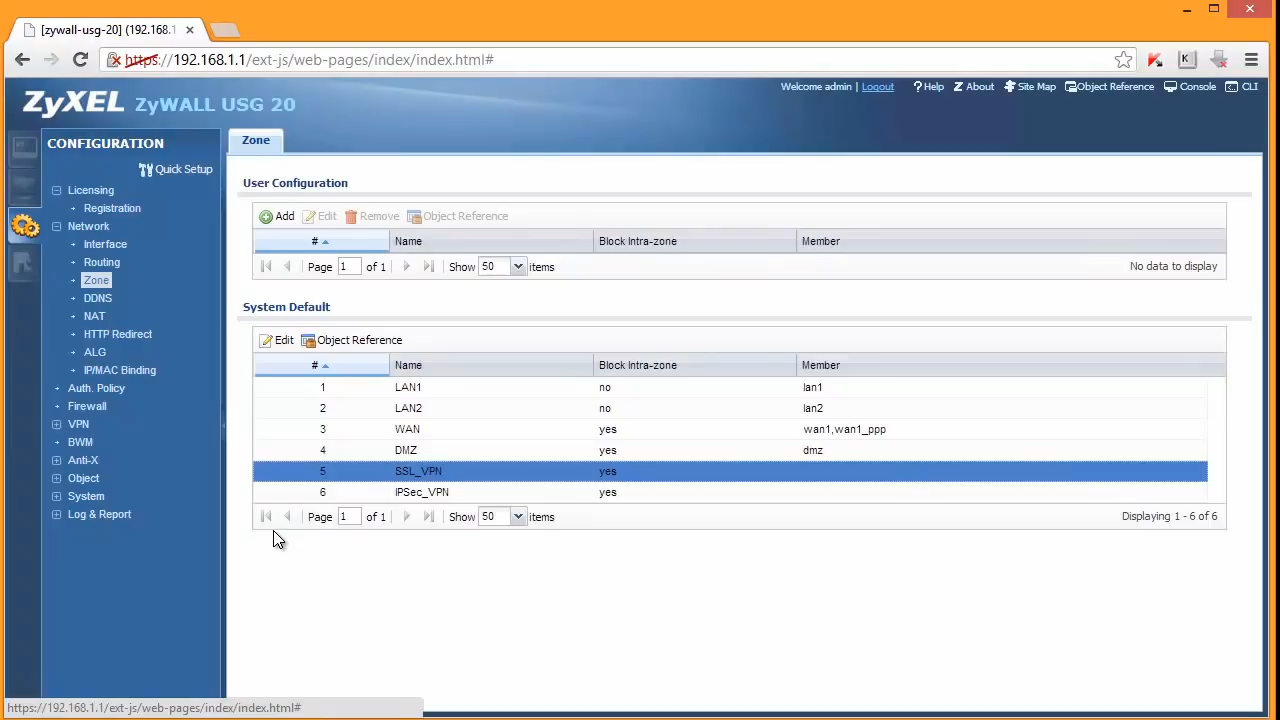 [zywall-usg-20] (192.168.1 ×
https://192.168.1.1/ext-js/web-pages/index/index.html#
ZyXEL ZyWALL USG 20
Welcome admin | Logout ?Help Z About Site Map Object Reference Console CLI
CONFIGURATION
Quick Setup
Licensing
Registration
Network
Interface
Routing
Zone
DDNS
NAT
HTTP Redirect
ALG
IP/MAC Binding
Auth. Policy
Firewall
VPN
BWM
Anti-X
Object
System
Log & Report
Zone
User Configuration
Add Edit Remove Object Reference
# Name Block Intra-zone Member
Page 1 of 1 Show 50 items No data to display
System Default
Edit Object Reference
# Name Block Intra-zone Member
1 LAN1 no lan1
2 LAN2 no lan2
3 WAN yes wan1,wan1_ppp
4 DMZ yes dmz
5 SSL_VPN yes
6 IPSec_VPN yes
Page 1 of 1 Show 50 items Displaying 1 - 6 of 6
https://192.168.1.1/ext-js/web-pages/index/index.html#